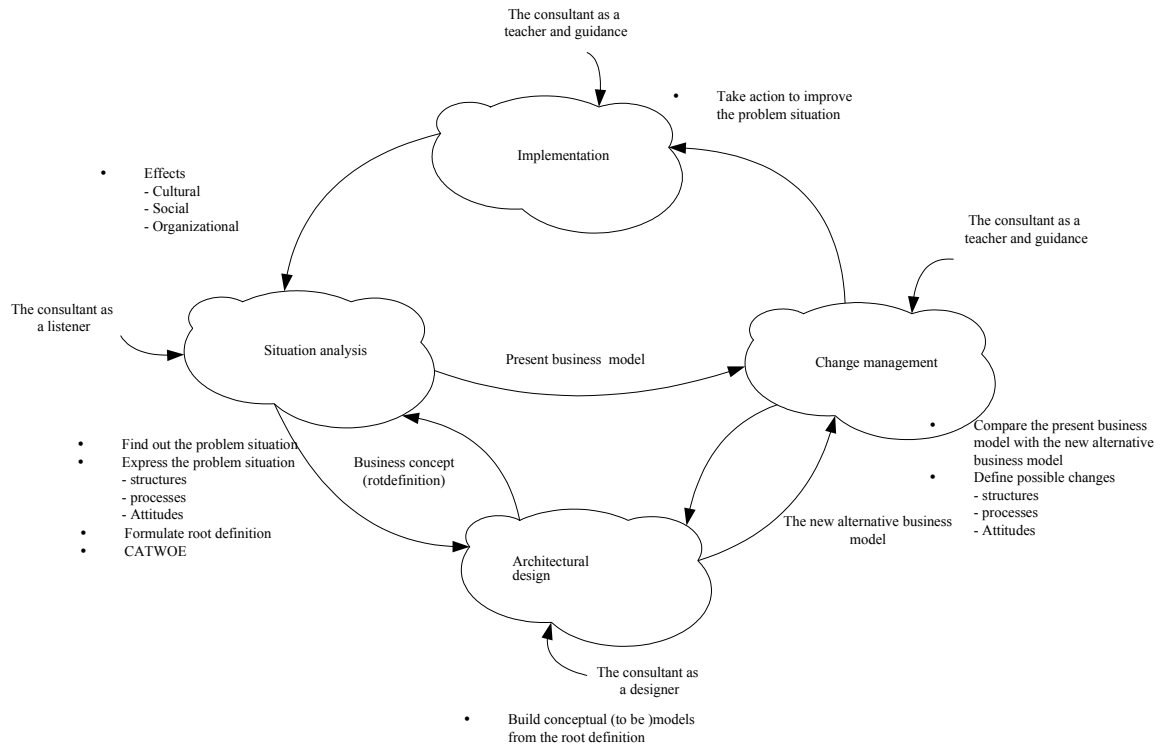 The consultant as a
teacher and guidance
• Take action to improve
the problem situation
Implementation
• Effects
- Cultural
- Social
- Organizational
The consultant as a
teacher and guidance
The consultant as
a listener
Situation analysis
Present business model
Change management
• Find out the problem situation
• Express the problem situation
- structures
- processes
- Attitudes
• Formulate root definition
• CATWOE
Business concept
(rotdefinition)
• Compare the present business
model with the new alternative
business model
• Define possible changes
- structures
- processes
- Attitudes
The new alternative business
model
Architectural
design
The consultant as
a designer
• Build conceptual (to be )models
from the root definition